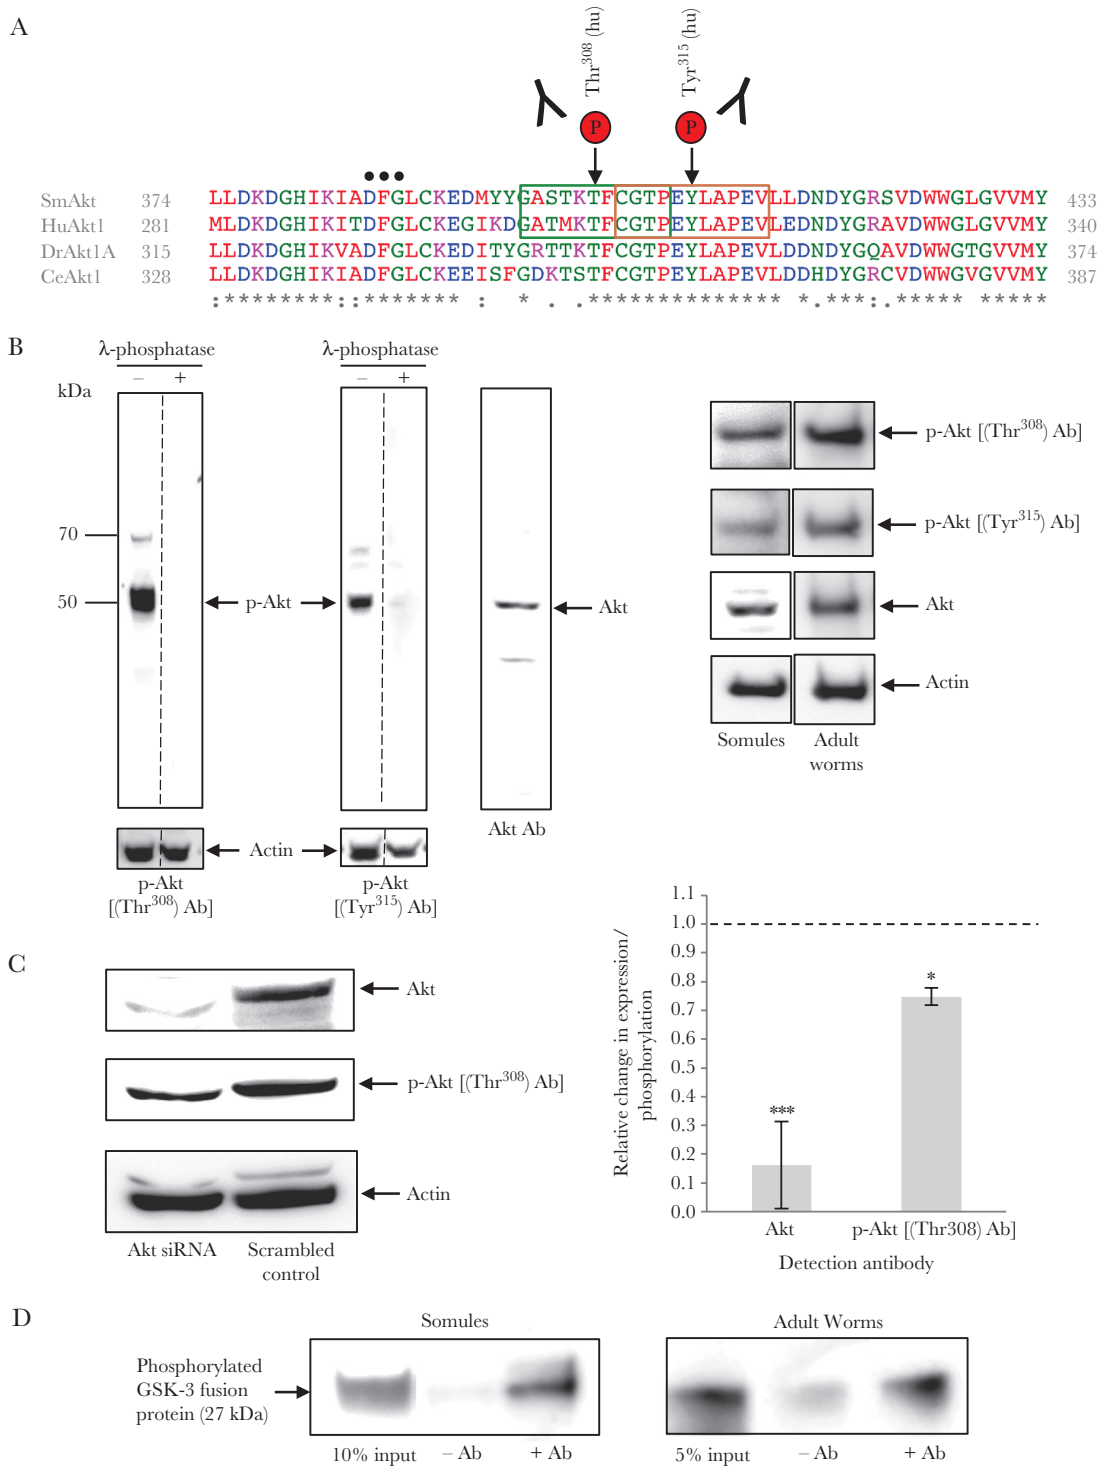 A
Thr308 (hu)
Tyr315 (hu)
P
P
SmAkt 374 LLDKDGHIKIADFGLCKEDMYYGASTKTFCGTPEYLAPEVLLDNDYGRSVDWWGLGVVMY 433
HuAkt1 281 MLDKDGHIKITDFGLCKEGIKDGATMKTFCGTPEYLAPEVLEDNDYGRAVDWWGLGVVMY 340
DrAkt1A 315 LLDKDGHIKVADFGLCKEDITYGRTTKTFCGTPEYLAPEVLEDNDYGQAVDWWGTGVVMY 374
CeAkt1 328 LLDKDGHIKIADFGLCKEEISFGDKTSTFCGTPEYLAPEVLDDHDYGRCVDWWGVGVVMY 387
:********::****** : * . . ************ *.***:.***** *****
B
λ-phosphatase
λ-phosphatase
– +
– +
kDa
70
50
p-Akt
Akt
Actin
p-Akt
[(Thr308) Ab]
p-Akt
[(Tyr315) Ab]
Akt Ab
p-Akt [(Thr308) Ab]
p-Akt [(Tyr315) Ab]
Akt
Actin
Somules
Adult
worms
C
Akt
p-Akt [(Thr308) Ab]
Actin
Akt siRNA
Scrambled
control
Relative change in expression/
phosphorylation
1.1
1.0
0.9
0.8
0.7
0.6
0.5
0.4
0.3
0.2
0.1
0.0
***
*
Akt
p-Akt [(Thr308) Ab]
Detection antibody
D
Somules
Adult Worms
Phosphorylated
GSK-3 fusion
protein (27 kDa)
10% input – Ab + Ab
5% input – Ab + Ab